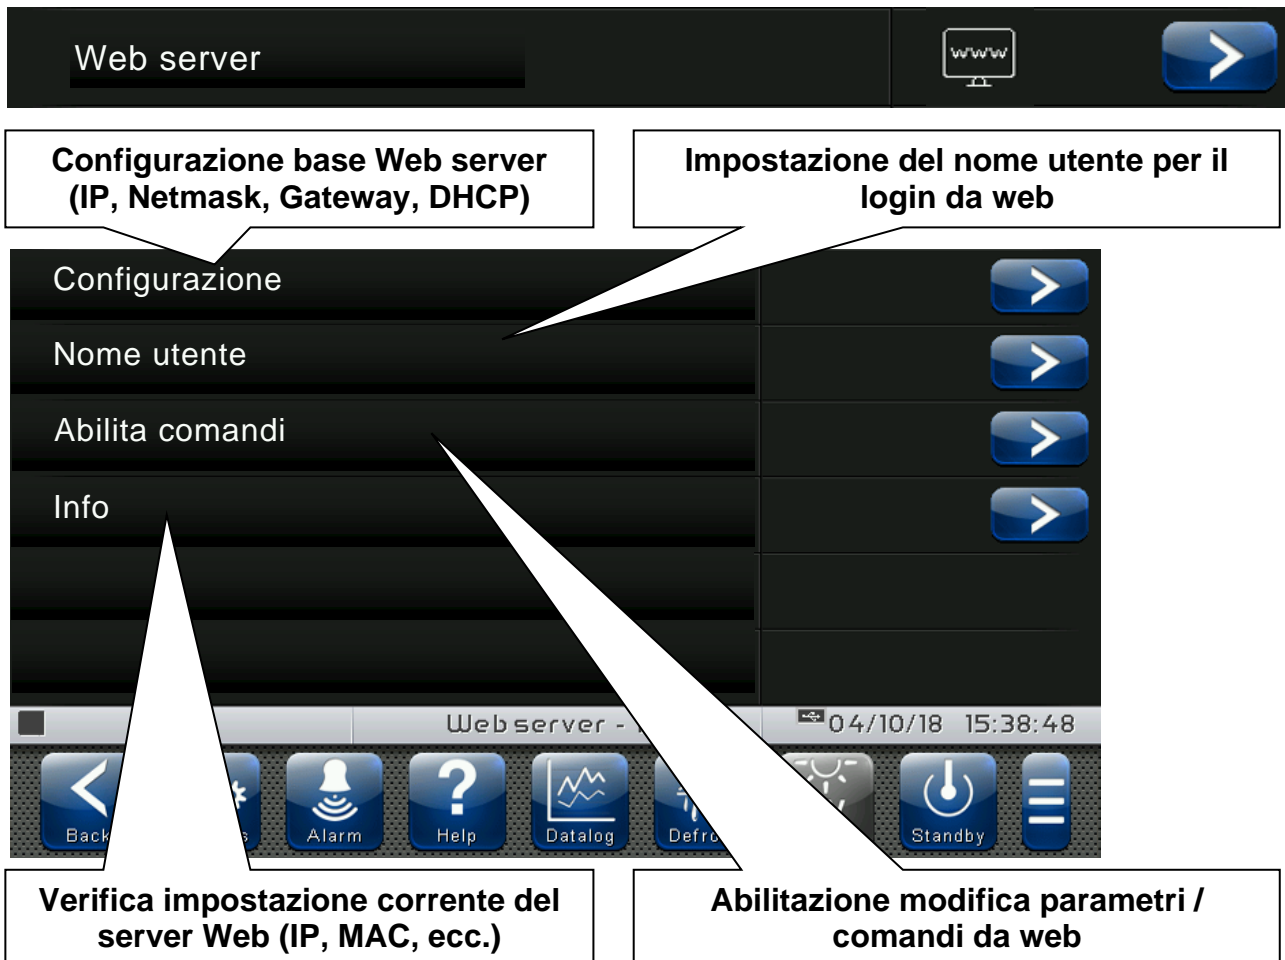 Web server
www
Configurazione base Web server
(IP, Netmask, Gateway, DHCP)
Impostazione del nome utente per il
login da web
Configurazione
Nome utente
Abilita comandi
Info
Web server -
04/10/18 15:38:48
Back
Alarm
Help
Datalog
Standby
Verifica impostazione corrente del
server Web (IP, MAC, ecc.)
Abilitazione modifica parametri /
comandi da web